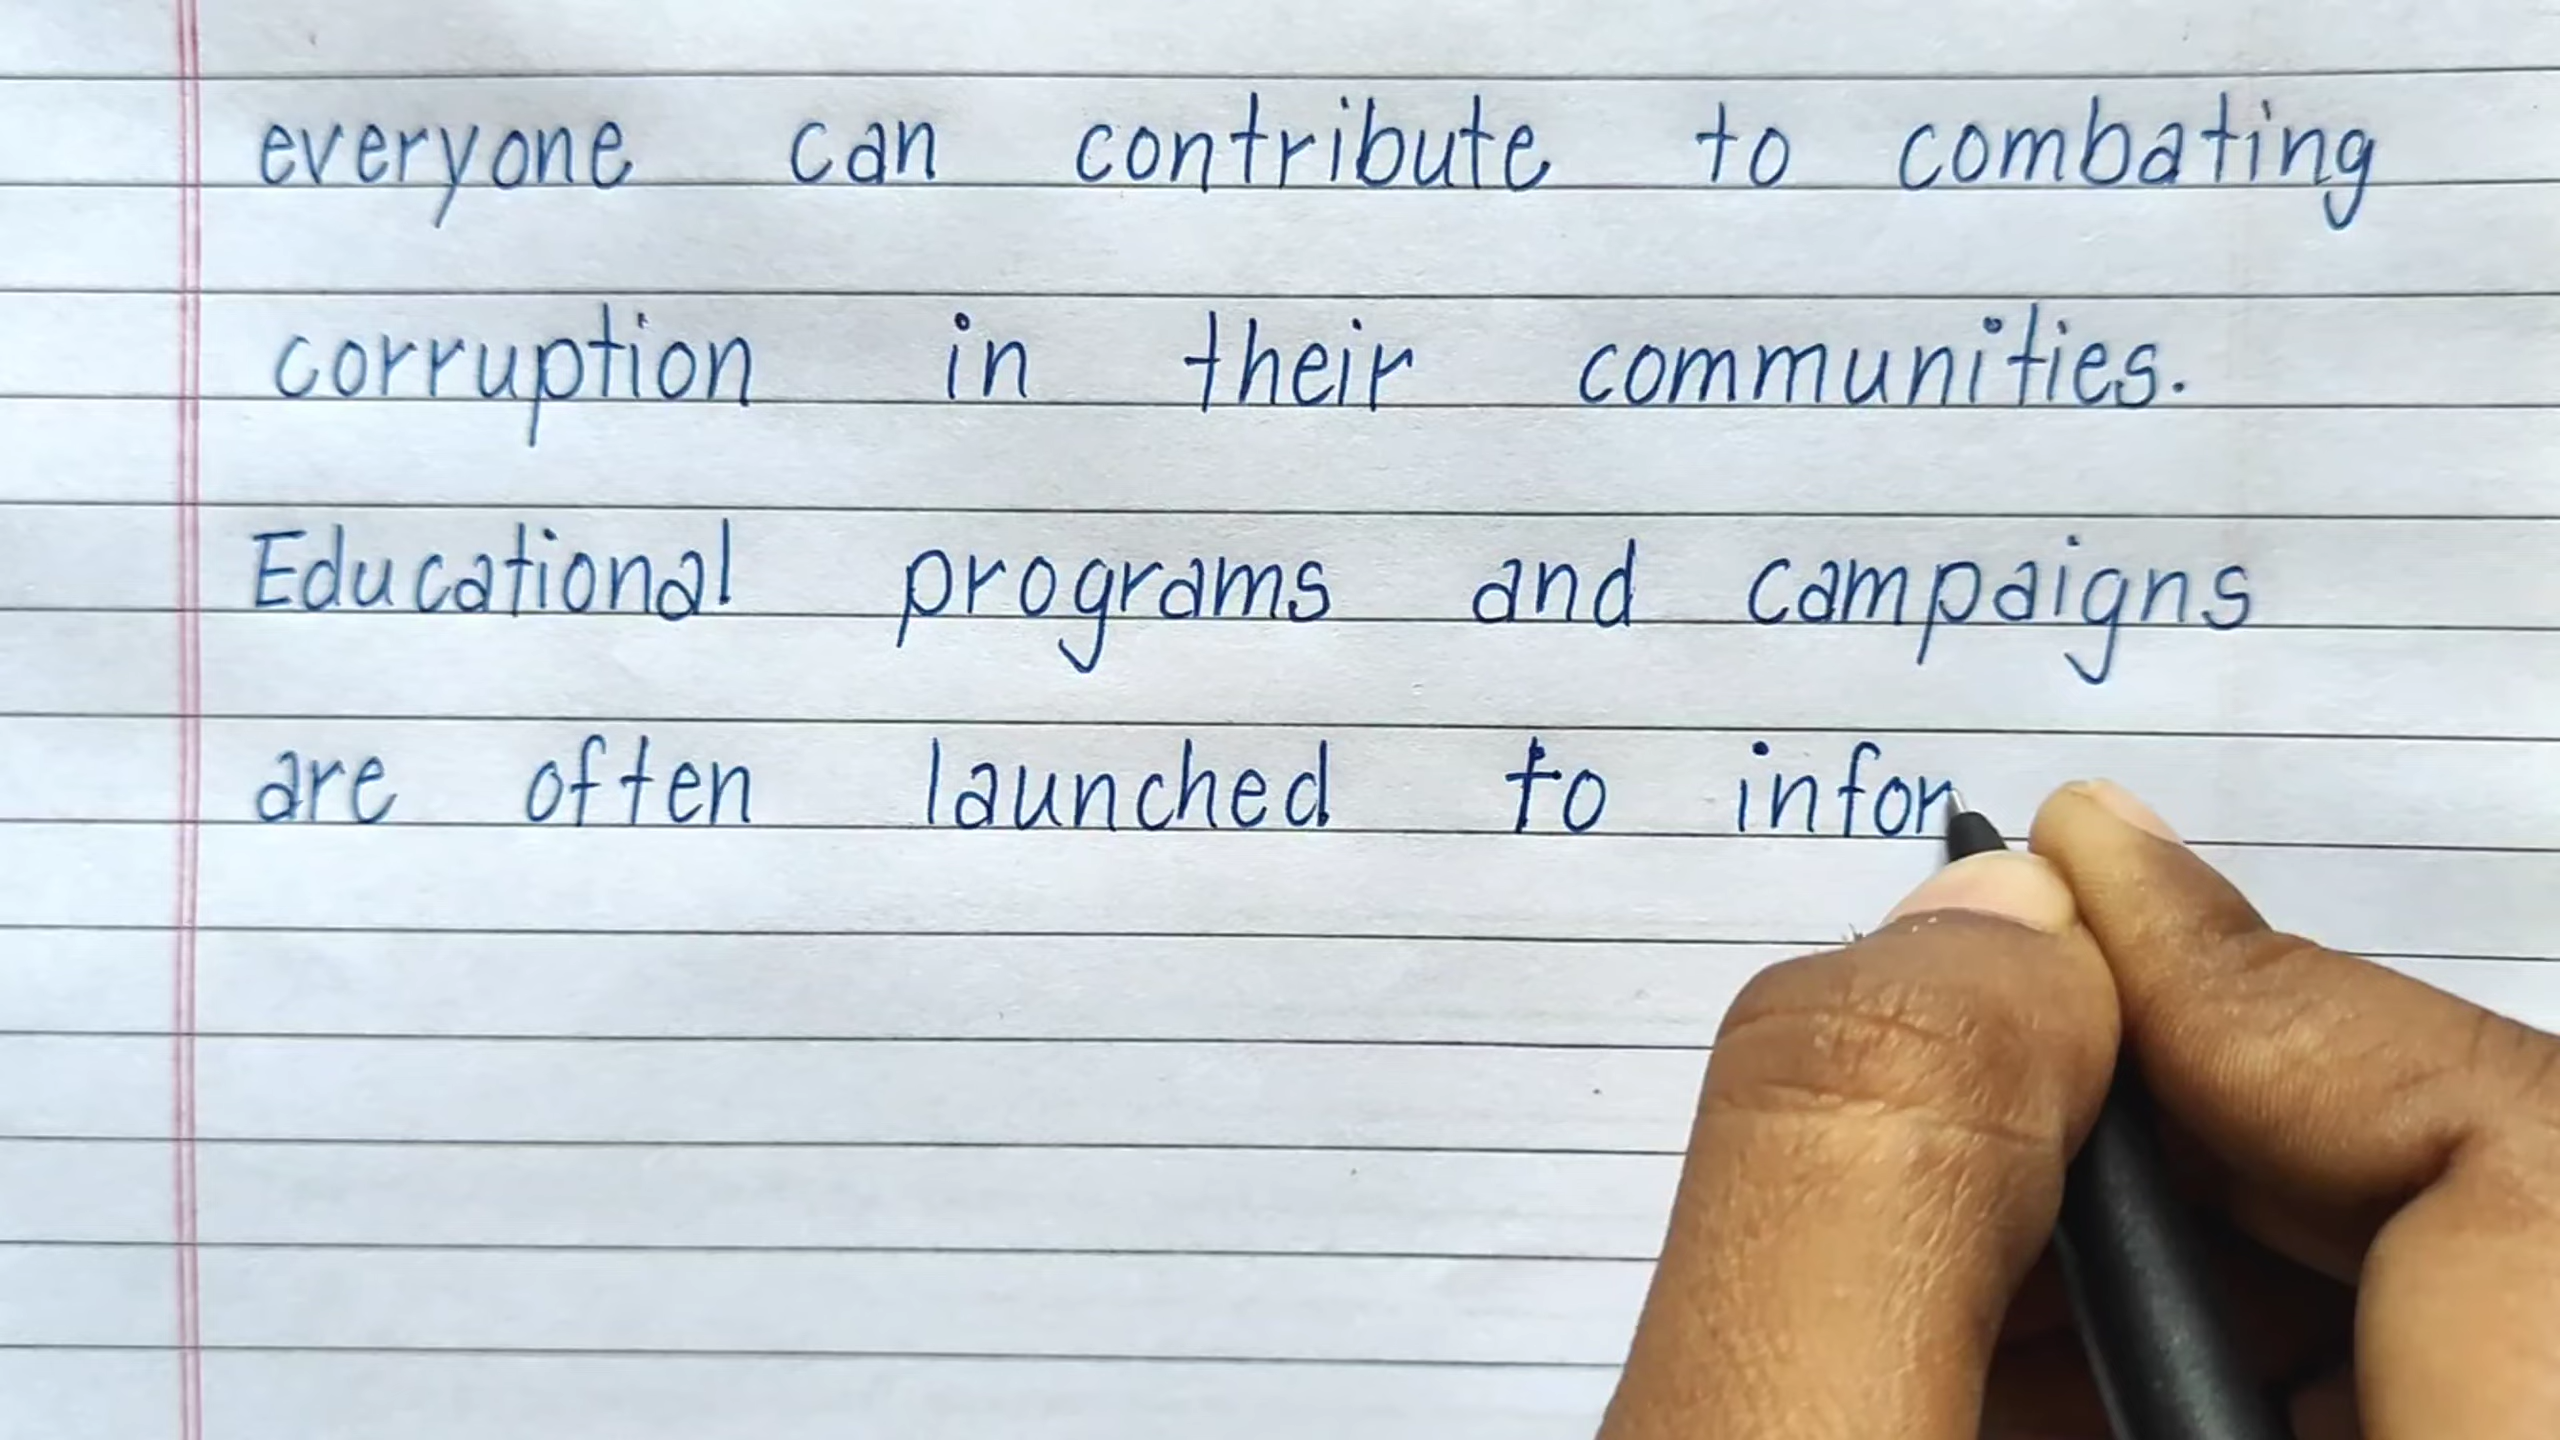 everyone can contribute to combating
corruption in their communities.
Educational programs and campaigns
are often launched to infor